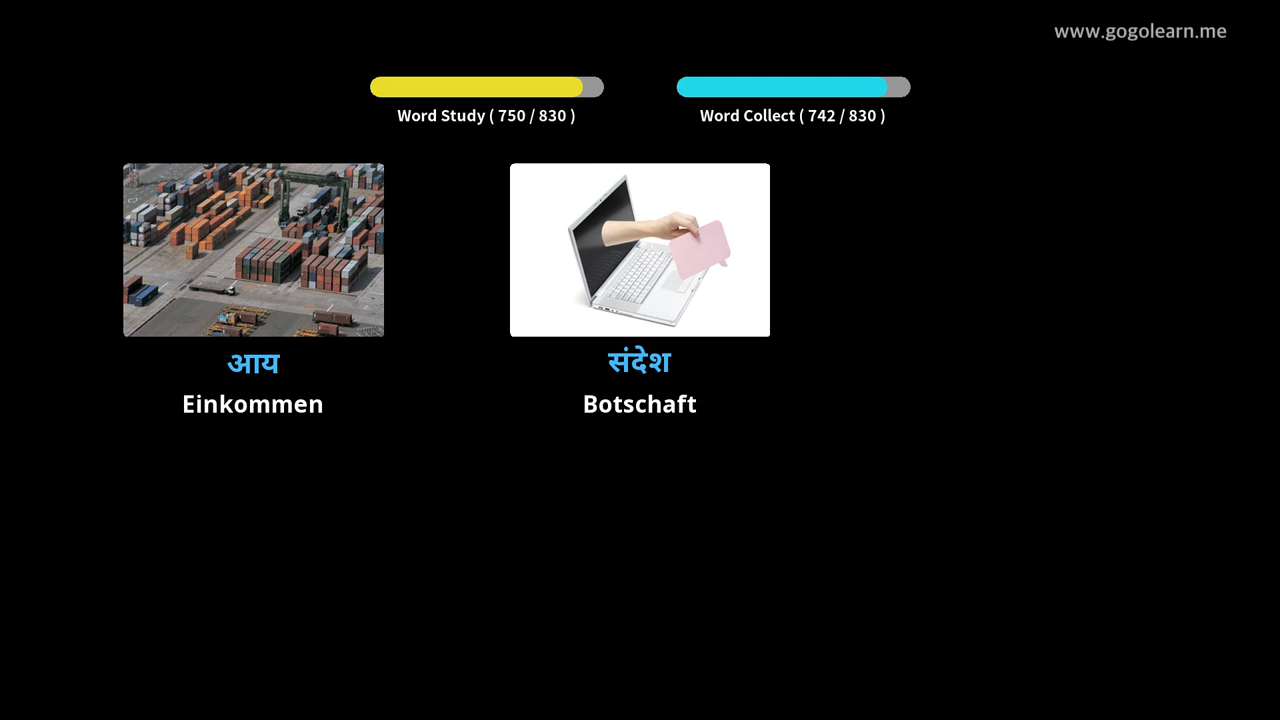 www.gogolearn.me
Word Study ( 750 / 830 )
Word Collect ( 742 / 830 )
आय
संदेश
Einkommen
Botschaft